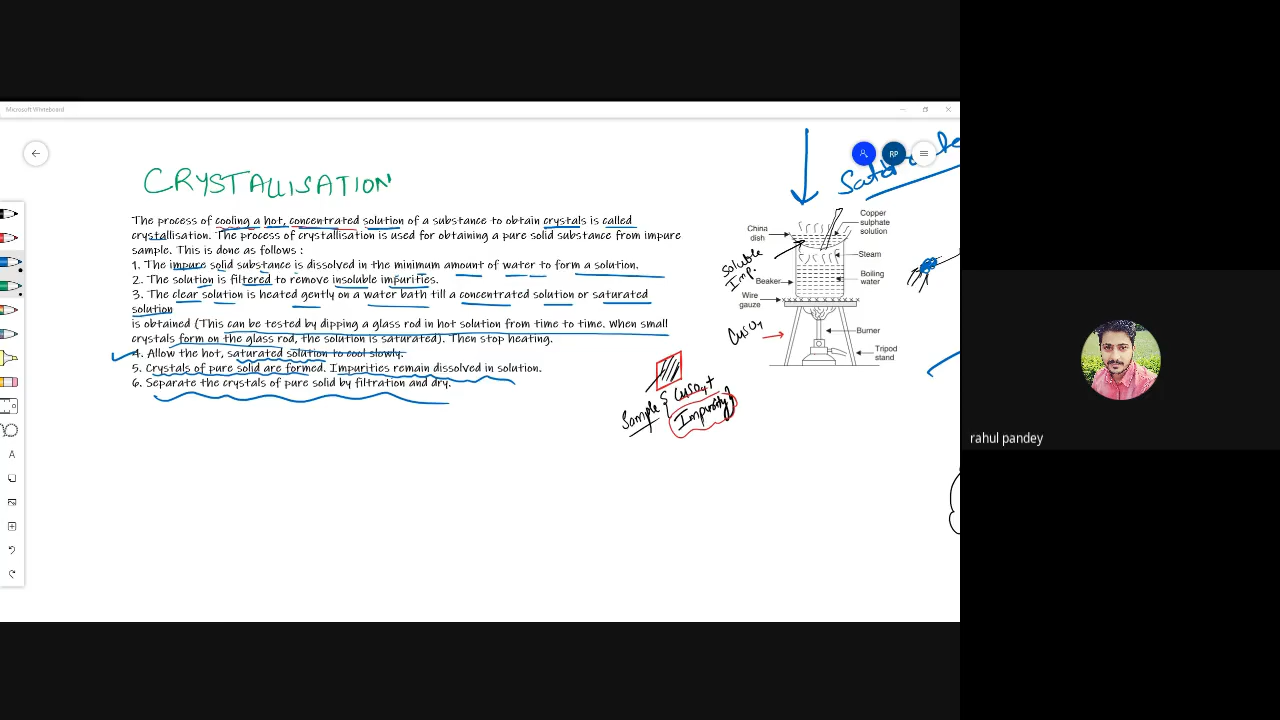 Microsoft Whiteboard
RP
CRYSTALLISATION
The process of cooling a hot, concentrated solution of a substance to obtain crystals is called
crystallisation. The process of crystallisation is used for obtaining a pure solid substance from impure
sample. This is done as follows :
1. The impure solid substance is dissolved in the minimum amount of water to form a solution.
2. The solution is filtered to remove insoluble impurifies.
3. The clear solution is heated gently on a water bath till a concentrated solution or saturated
solution
is obtained (This can be tested by dipping a glass rod in hot solution from time to time. When small
crystals form on the glass rod, the solution is saturated). Then stop heating.
4. Allow the hot, saturated solution to cool slowly.
5. Crystals of pure solid are formed. Impurities remain dissolved in solution.
6. Separate the crystals of pure solid by filtration and dry.
China
dish
Copper
sulphate
solution
Steam
Soluble
Imp.
Beaker
Boiling
water
Wire
gauze
CuSO4
Burner
Tripod
stand
Sample { CuSO4 +
Impurity }
A
rahul pandey